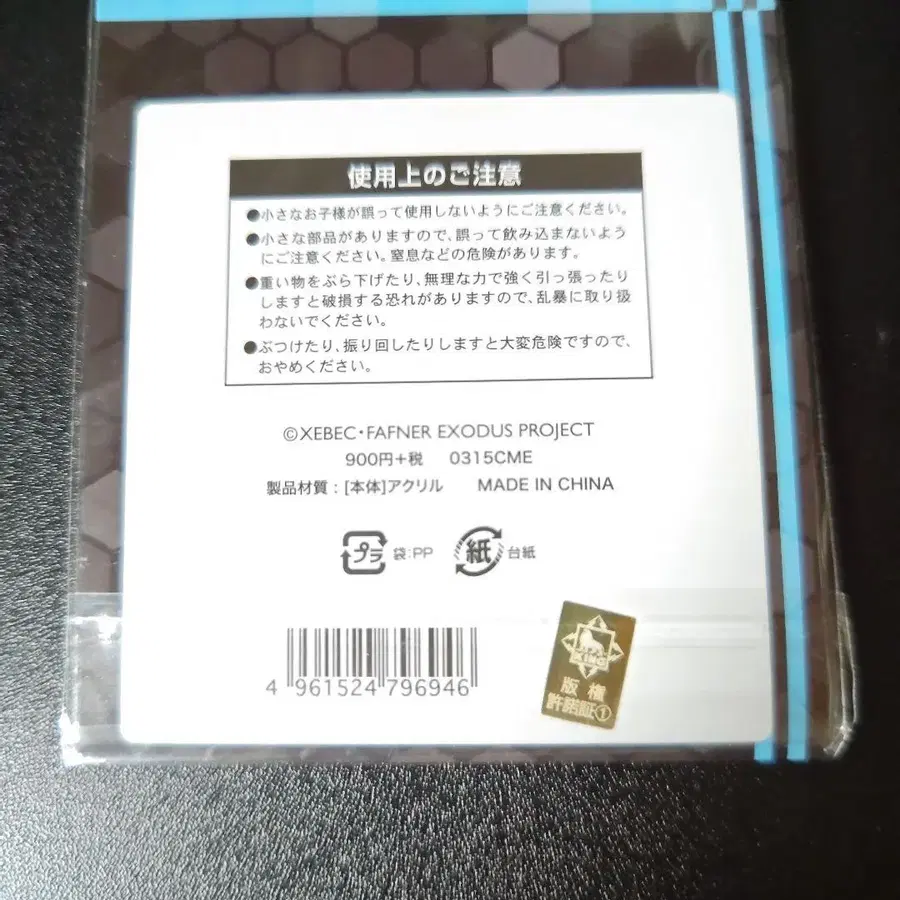 使用上のご注意
●小さなお子様が誤って使用しないようにご注意ください。
●小さな部品がありますので、誤って飲み込まないよう
にご注意ください。窒息などの危険があります。
●重い物をぶら下げたり、無理な力で強く引っ張ったり
しますと破損する恐れがありますので、乱暴に取り扱
わないでください。
●ぶつけたり、振り回したりしますと大変危険ですので、
おやめください。
©XEBEC・FAFNER EXODUS PROJECT
900円+税 0315CME
製品材質:[本体]アクリル MADE IN CHINA
プラ 袋:PP 紙 台紙
4 961524 796946
KING
版権
許諾証①